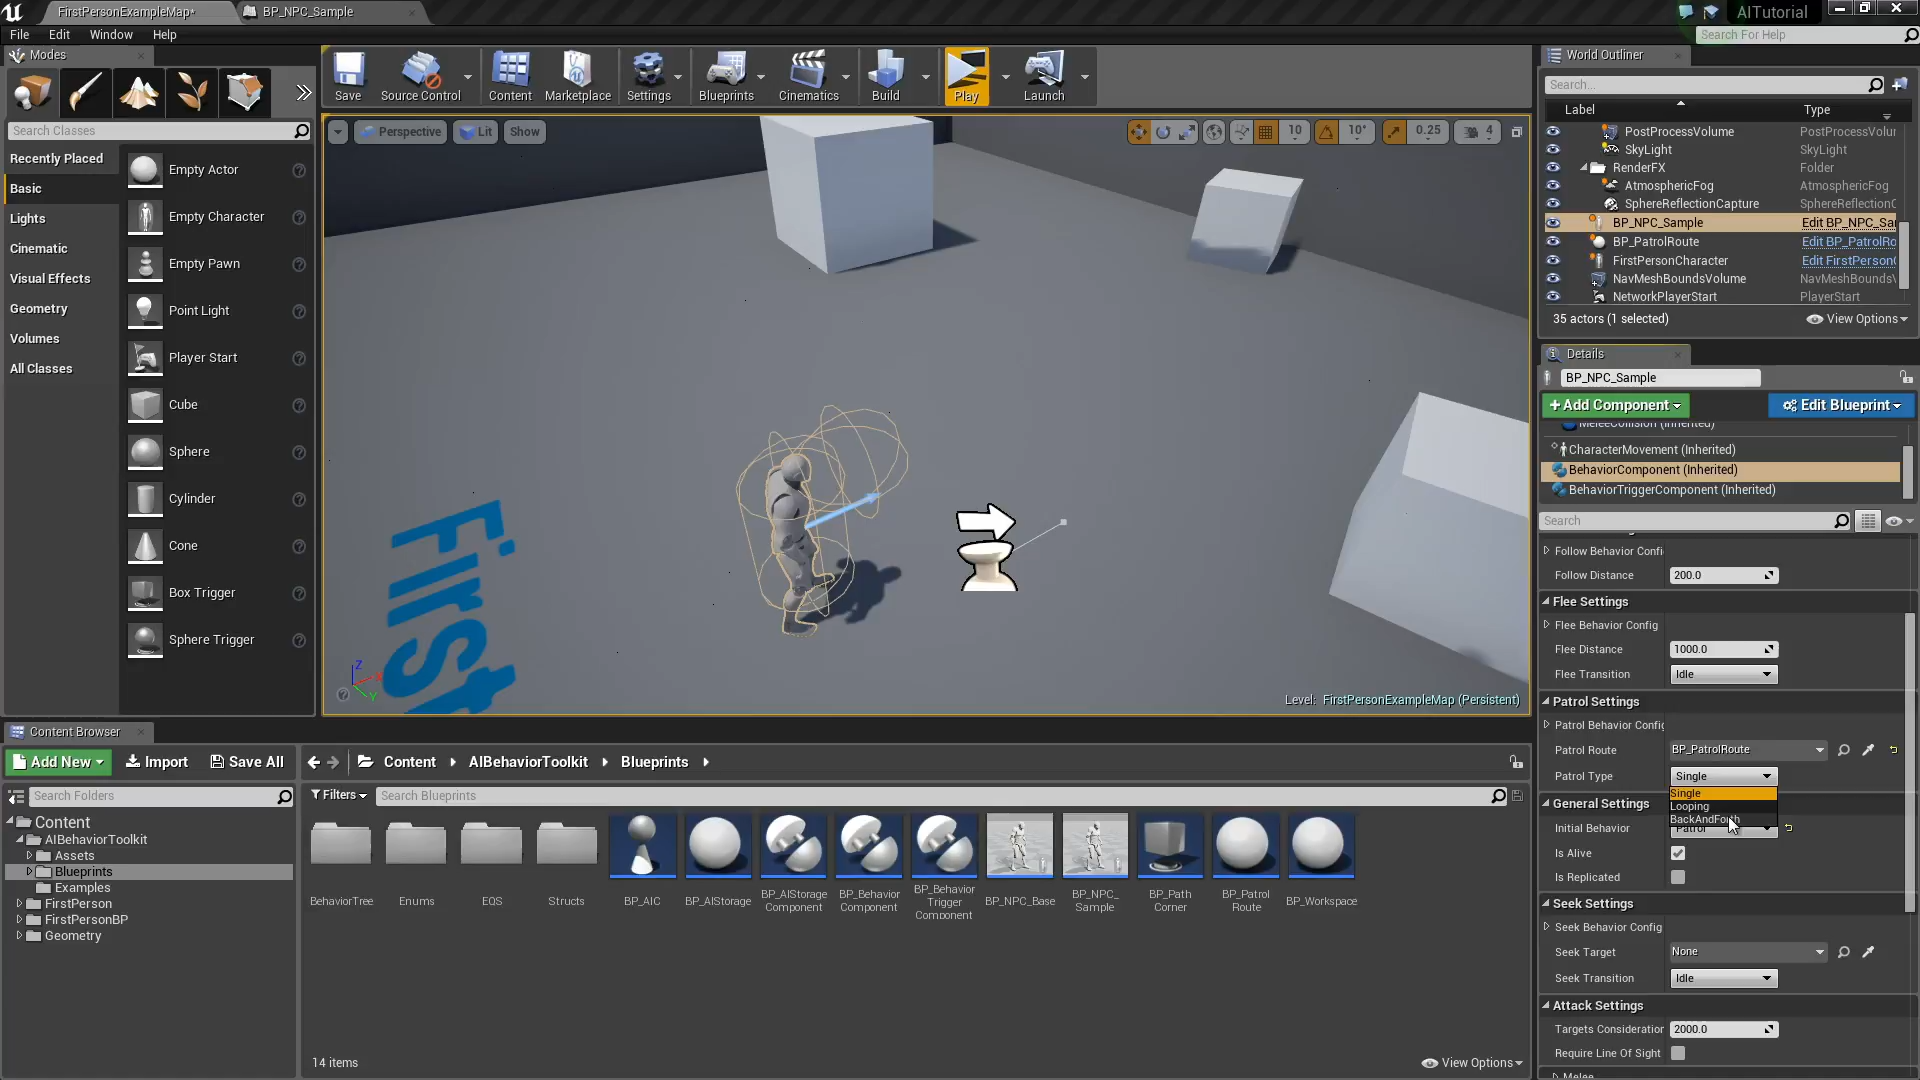 FirstPersonExampleMap*
BP_NPC_Sample
AITutorial
File Edit Window Help
Search For Help
Modes
Search Classes
Recently Placed
Basic
Lights
Cinematic
Visual Effects
Geometry
Volumes
All Classes
Empty Actor
Empty Character
Empty Pawn
Point Light
Player Start
Cube
Sphere
Cylinder
Cone
Box Trigger
Sphere Trigger
Save
Source Control
Content
Marketplace
Settings
Blueprints
Cinematics
Build
Play
Launch
Perspective Lit Show
10 10° 0.25 4
First
Z
X
Y
Level: FirstPersonExampleMap (Persistent)
World Outliner
Search...
Label Type
PostProcessVolume PostProcessVolur
SkyLight SkyLight
RenderFX Folder
AtmosphericFog AtmosphericFog
SphereReflectionCapture SphereReflectionC
BP_NPC_Sample Edit BP_NPC_Sar
BP_PatrolRoute Edit BP_PatrolRo
FirstPersonCharacter Edit FirstPerson
NavMeshBoundsVolume NavMeshBoundsV
NetworkPlayerStart PlayerStart
35 actors (1 selected) View Options
Details
BP_NPC_Sample
+Add Component Edit Blueprint
MeleeCollision (Inherited)
CharacterMovement (Inherited)
BehaviorComponent (Inherited)
BehaviorTriggerComponent (Inherited)
Search
Follow Behavior Confi
Follow Distance 200.0
Flee Settings
Flee Behavior Config
Flee Distance 1000.0
Flee Transition Idle
Patrol Settings
Patrol Behavior Config
Patrol Route BP_PatrolRoute
Patrol Type Single
Single
Looping
BackAndForth
General Settings
Initial Behavior Patrol
Is Alive
Is Replicated
Seek Settings
Seek Behavior Config
Seek Target None
Seek Transition Idle
Attack Settings
Targets Consideration 2000.0
Require Line Of Sight
Melee
Content Browser
Add New Import Save All
Content AIBehaviorToolkit Blueprints
Search Folders
Filters Search Blueprints
Content
AIBehaviorToolkit
Assets
Blueprints
Examples
FirstPerson
FirstPersonBP
Geometry
BehaviorTree
Enums
EQS
Structs
BP_AIC
BP_AIStorage
BP_AIStorage
Component
BP_Behavior
Component
BP_Behavior
Trigger
Component
BP_NPC_Base
BP_NPC_
Sample
BP_Path
Corner
BP_Patrol
Route
BP_Workspace
14 items View Options